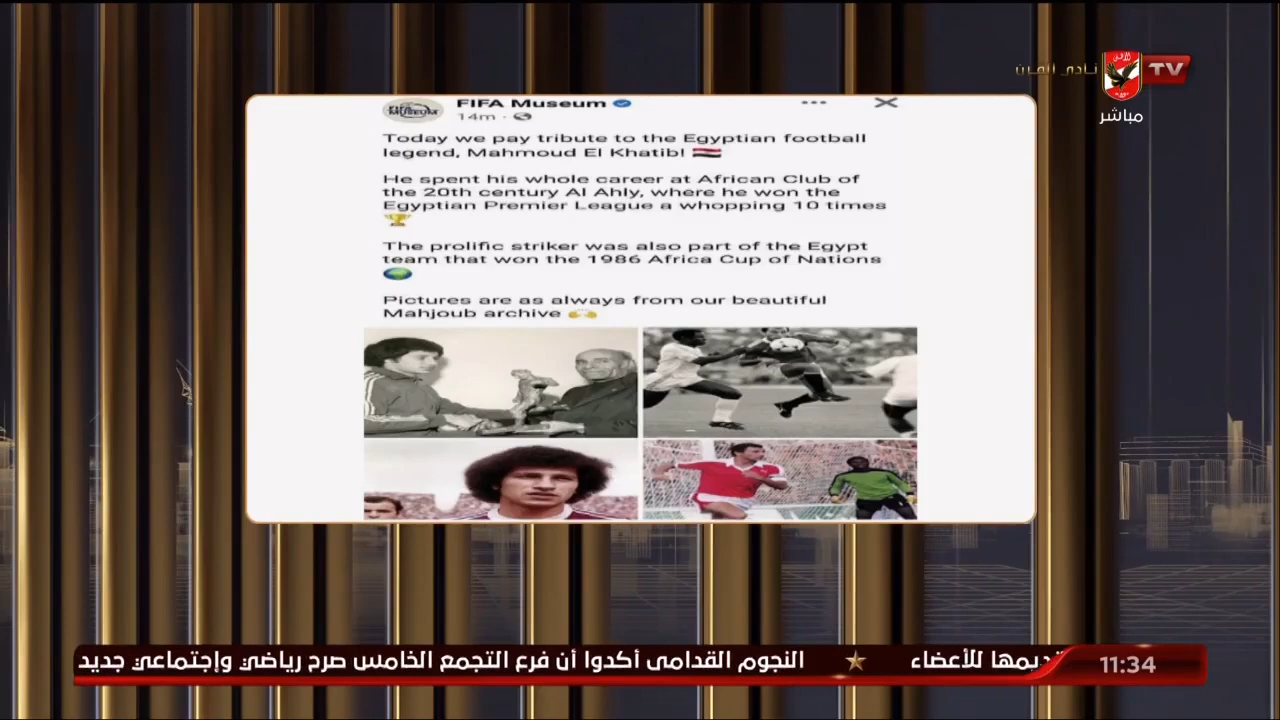 نادي القرن
TV
مباشر
FIFA Museum
14m
Today we pay tribute to the Egyptian football
legend, Mahmoud El Khatib!
He spent his whole career at African Club of
the 20th century Al Ahly, where he won the
Egyptian Premier League a whopping 10 times
The prolific striker was also part of the Egypt
team that won the 1986 Africa Cup of Nations
Pictures are as always from our beautiful
Mahjoub archive
للأعضاء ★ النجوم القدامى أكدوا أن فرع التجمع الخامس صرح رياضي وإجتماعي جديد
11:34